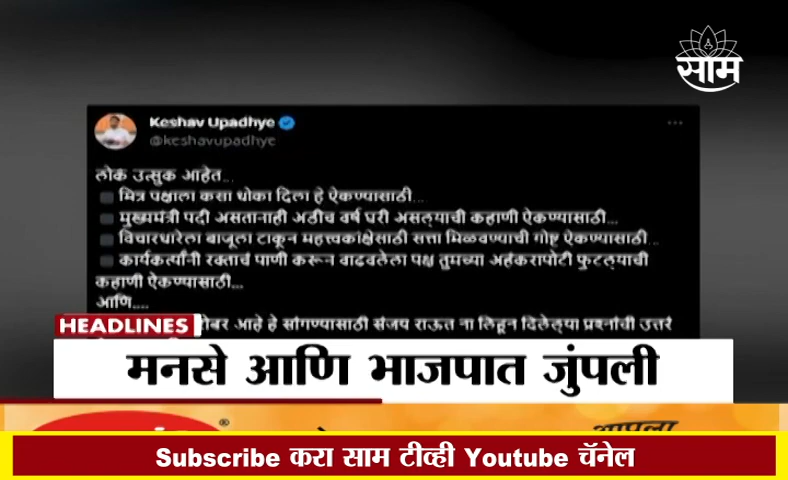 साम
Keshav Upadhye
@keshavupadhye
लोक उत्सुक आहेत...
मित्र पक्षाला कसा धोका दिला हे ऐकण्यासाठी...
मुख्यमंत्री पदी असतानाही अडीच वर्ष घरी असल्याची कहाणी ऐकण्यासाठी...
विचारधारेला बाजूला टाकून महत्त्वकांक्षेसाठी सत्ता मिळवण्याची गोष्ट ऐकण्यासाठी...
कार्यकर्त्यांनी रक्ताचं पाणी करून वाढवलेला पक्ष तुमच्या अहंकरापोटी फुटल्याची
कहाणी ऐकण्यासाठी...
आणि....
आहे हे सांगण्यासाठी संजय राऊत ना लिहून दिलेल्या प्रश्नांची उत्तरं
HEADLINES
मनसे आणि भाजपात जुंपली
आपला
Subscribe करा साम टीव्ही Youtube चॅनेल